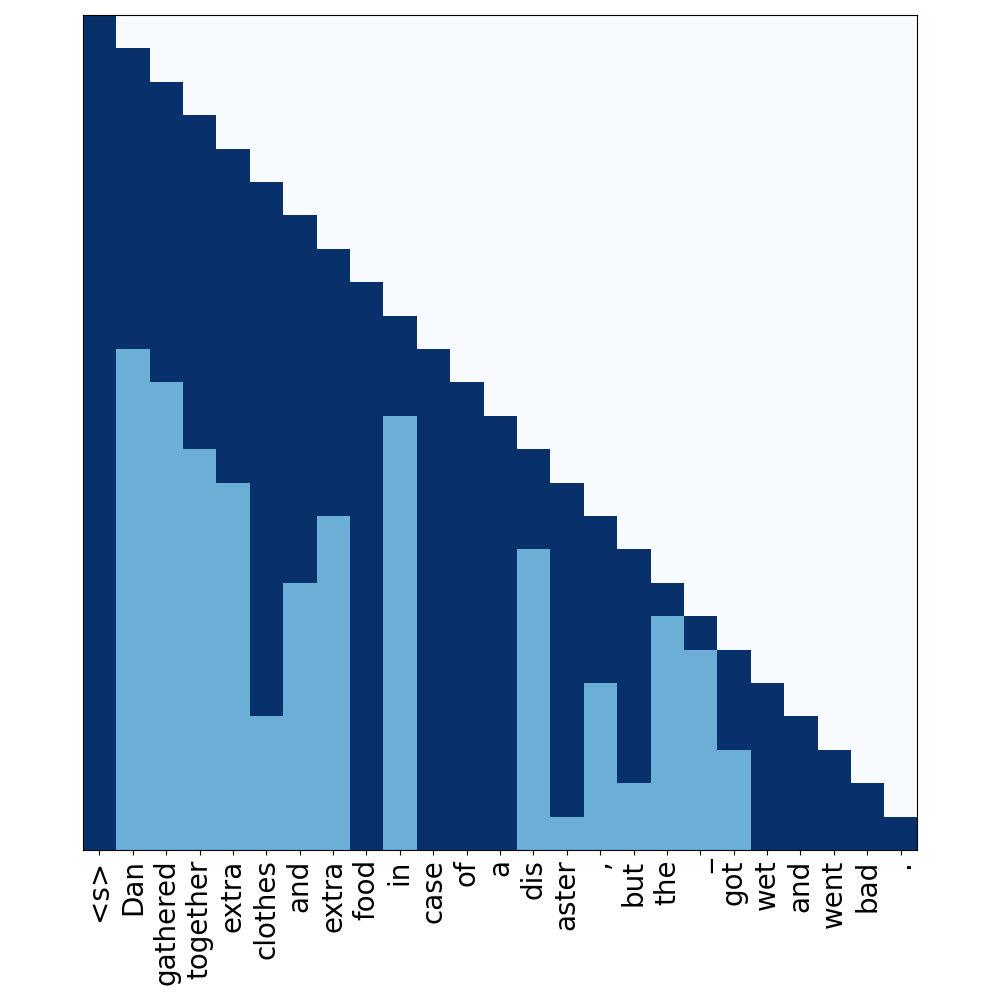 <s> Dan gathered together extra clothes and extra food in case of a dis aster , but the _ got wet and went bad .